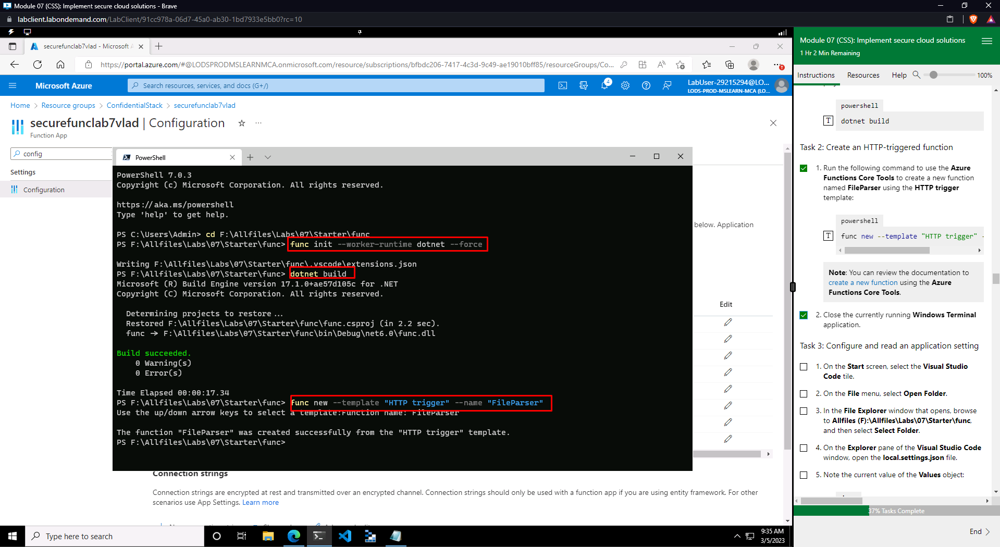 Module 07 (CSS): Implement secure cloud solutions - Brave
labclient.labondemand.com/LabClient/91cc978a-06d7-45a0-ab30-1bd7933e5bb0?rc=10
securefunclab7vlad - Microsoft A
https://portal.azure.com/#@LODSPRODMSLEARNMCA.onmicrosoft.com/resource/subscriptions/bfbdc206-7417-4c3d-9c49-ae19010bff85/resourceGroups/Co...
Microsoft Azure
Search resources, services, and docs (G+/)
4
LabUser-29215294@LO...
LODS-PROD-MSLEARN-MCA (LO...
Home > Resource groups > ConfidentialStack > securefunclab7vlad
securefunclab7vlad | Configuration
Function App
config
Settings
Configuration
below. Application
Edit
PowerShell
PowerShell 7.0.3
Copyright (c) Microsoft Corporation. All rights reserved.
https://aka.ms/powershell
Type 'help' to get help.
PS C:\Users\Admin> cd F:\Allfiles\Labs\07\Starter\func
PS F:\Allfiles\Labs\07\Starter\func> func init --worker-runtime dotnet --force
Writing F:\Allfiles\Labs\07\Starter\func\.vscode\extensions.json
PS F:\Allfiles\Labs\07\Starter\func> dotnet build
Microsoft (R) Build Engine version 17.1.0+ae57d105c for .NET
Copyright (C) Microsoft Corporation. All rights reserved.
Determining projects to restore...
Restored F:\Allfiles\Labs\07\Starter\func\func.csproj (in 2.2 sec).
func -> F:\Allfiles\Labs\07\Starter\func\bin\Debug\net6.0\func.dll
Build succeeded.
0 Warning(s)
0 Error(s)
Time Elapsed 00:00:17.34
PS F:\Allfiles\Labs\07\Starter\func> func new --template "HTTP trigger" --name "FileParser"
Use the up/down arrow keys to select a template:Function name: FileParser
The function "FileParser" was created successfully from the "HTTP trigger" template.
PS F:\Allfiles\Labs\07\Starter\func>
Connection strings
Connection strings are encrypted at rest and transmitted over an encrypted channel. Connection strings should only be used with a function app if you are using entity framework. For other
scenarios use App Settings. Learn more
Type here to search
9:35 AM
3/5/2023
Module 07 (CSS): Implement secure cloud solutions
1 Hr 2 Min Remaining
Instructions Resources Help 100%
powershell
T dotnet build
Task 2: Create an HTTP-triggered function
1. Run the following command to use the Azure
Functions Core Tools to create a new function
named FileParser using the HTTP trigger
template:
powershell
T func new --template "HTTP trigger" -
Note: You can review the documentation to
create a new function using the Azure
Functions Core Tools.
2. Close the currently running Windows Terminal
application.
Task 3: Configure and read an application setting
1. On the Start screen, select the Visual Studio
Code tile.
2. On the File menu, select Open Folder.
3. In the File Explorer window that opens, browse
to Allfiles (F):\Allfiles\Labs\07\Starter\func,
and then select Select Folder.
4. On the Explorer pane of the Visual Studio Code
window, open the local.settings.json file.
5. Note the current value of the Values object:
37% Tasks Complete
End >